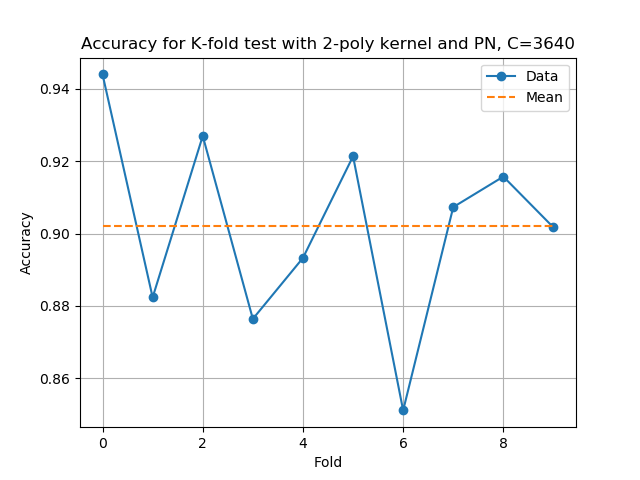 Accuracy for K-fold test with 2-poly kernel and PN, C=3640
Data
Mean
0.94
0.92
0.90
0.88
0.86
Accuracy
0
2
4
6
8
Fold